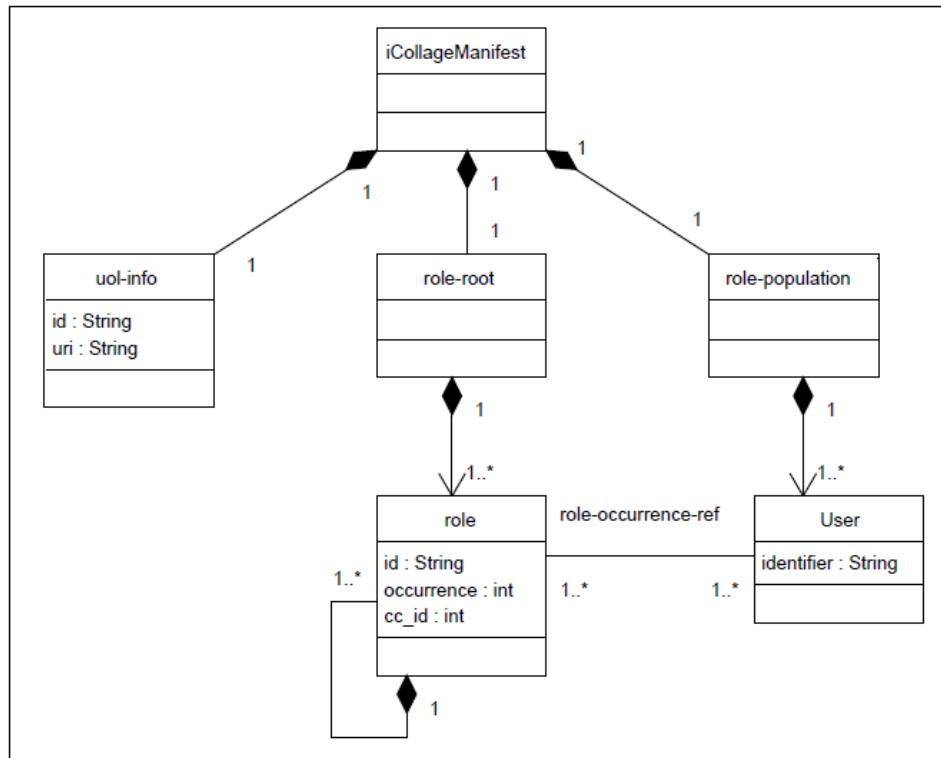 iCollageManifest
1
1
1
1
1
1
uol-info
id : String
uri : String
role-root
role-population
1
1
1..*
1..*
role
id : String
occurrence : int
cc_id : int
role-occurrence-ref
User
identifier : String
1..*
1..*
1..*
1